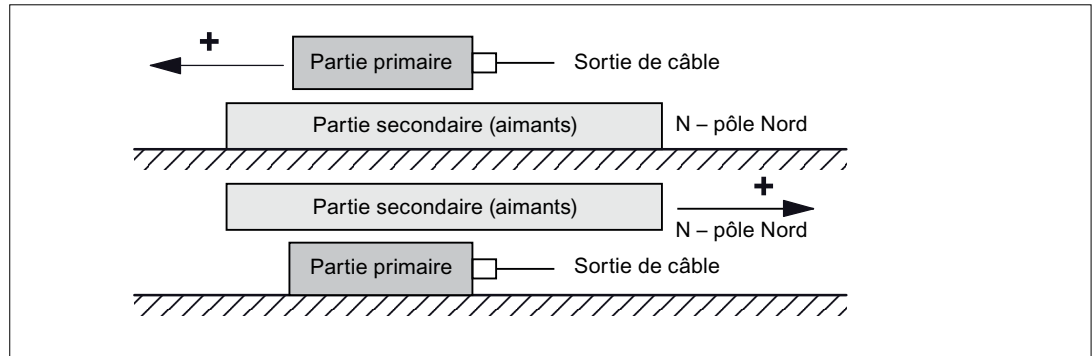 +
Partie primaire
Sortie de câble
Partie secondaire (aimants)
N – pôle Nord
Partie secondaire (aimants)
+
N – pôle Nord
Partie primaire
Sortie de câble